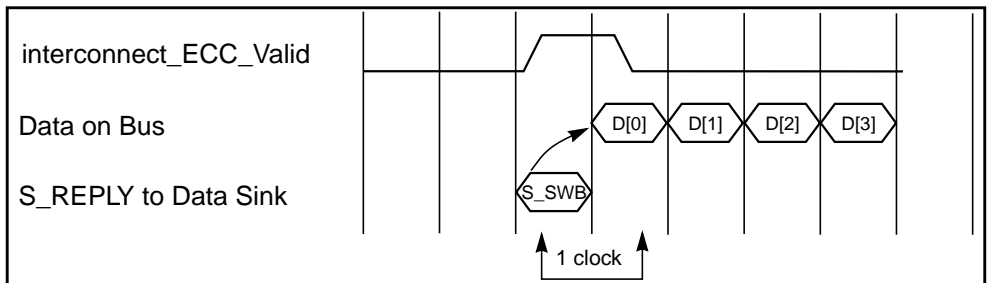 interconnect_ECC_Valid
Data on Bus
D[0] D[1] D[2] D[3]
S_REPLY to Data Sink
S_SWB
1 clock